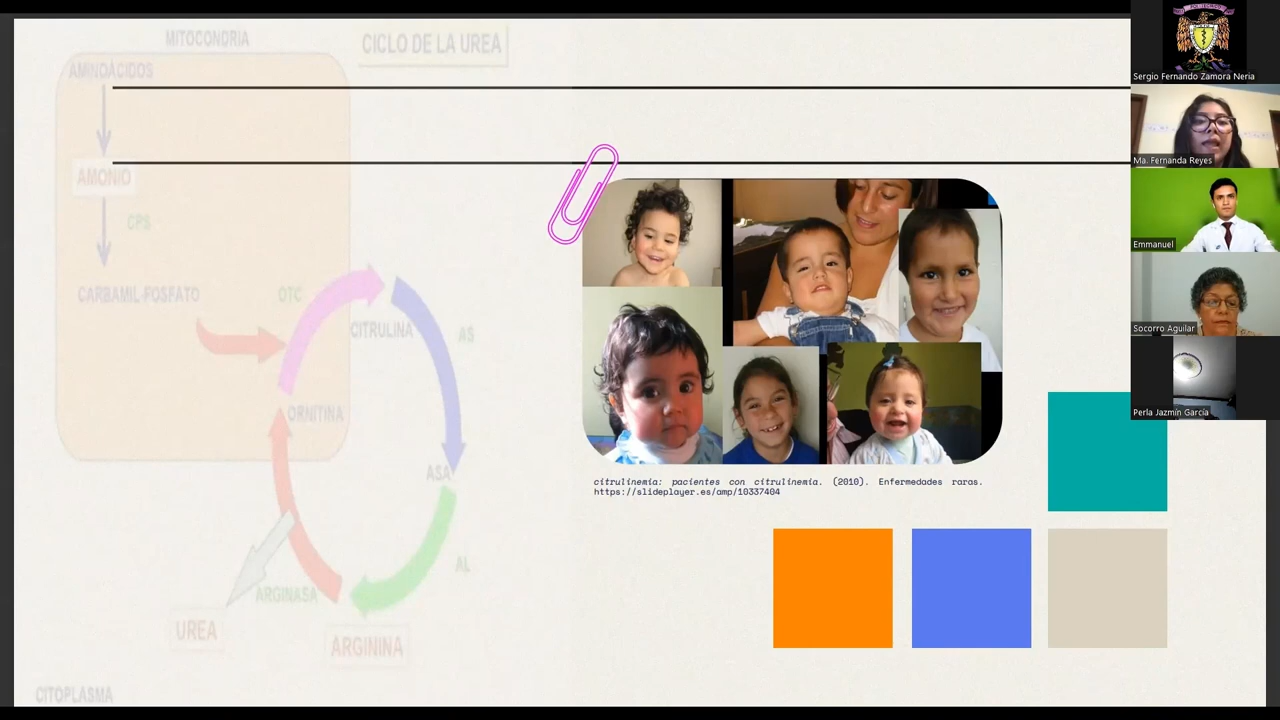 MITOCONDRIA
CICLO DE LA UREA
AMINOÁCIDOS
AMONIO
CPS
CARBAMIL-FOSFATO
OTC
CITRULINA
AS
ORNITINA
ASA
AL
ARGINASA
UREA
ARGININA
CITOPLASMA
citrulinemia: pacientes con citrulinemia. (2010). Enfermedades raras.
https://slideplayer.es/amp/10337404
POLITECNICO
Sergio Fernando Zamora Neria
Ma. Fernanda Reyes
Emmanuel
Socorro Aguilar
Perla Jazmín García